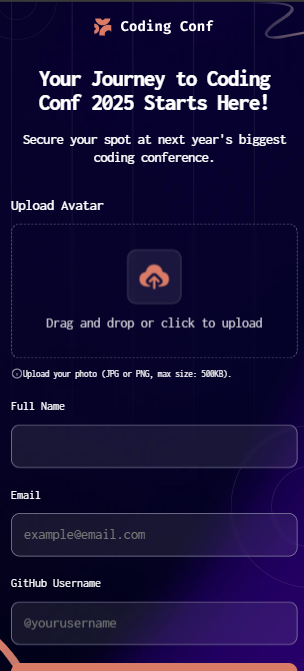 Coding Conf
Your Journey to Coding
Conf 2025 Starts Here!
Secure your spot at next year's biggest
coding conference.
Upload Avatar
Drag and drop or click to upload
Upload your photo (JPG or PNG, max size: 500KB).
Full Name
Email
example@email.com
GitHub Username
@yourusername